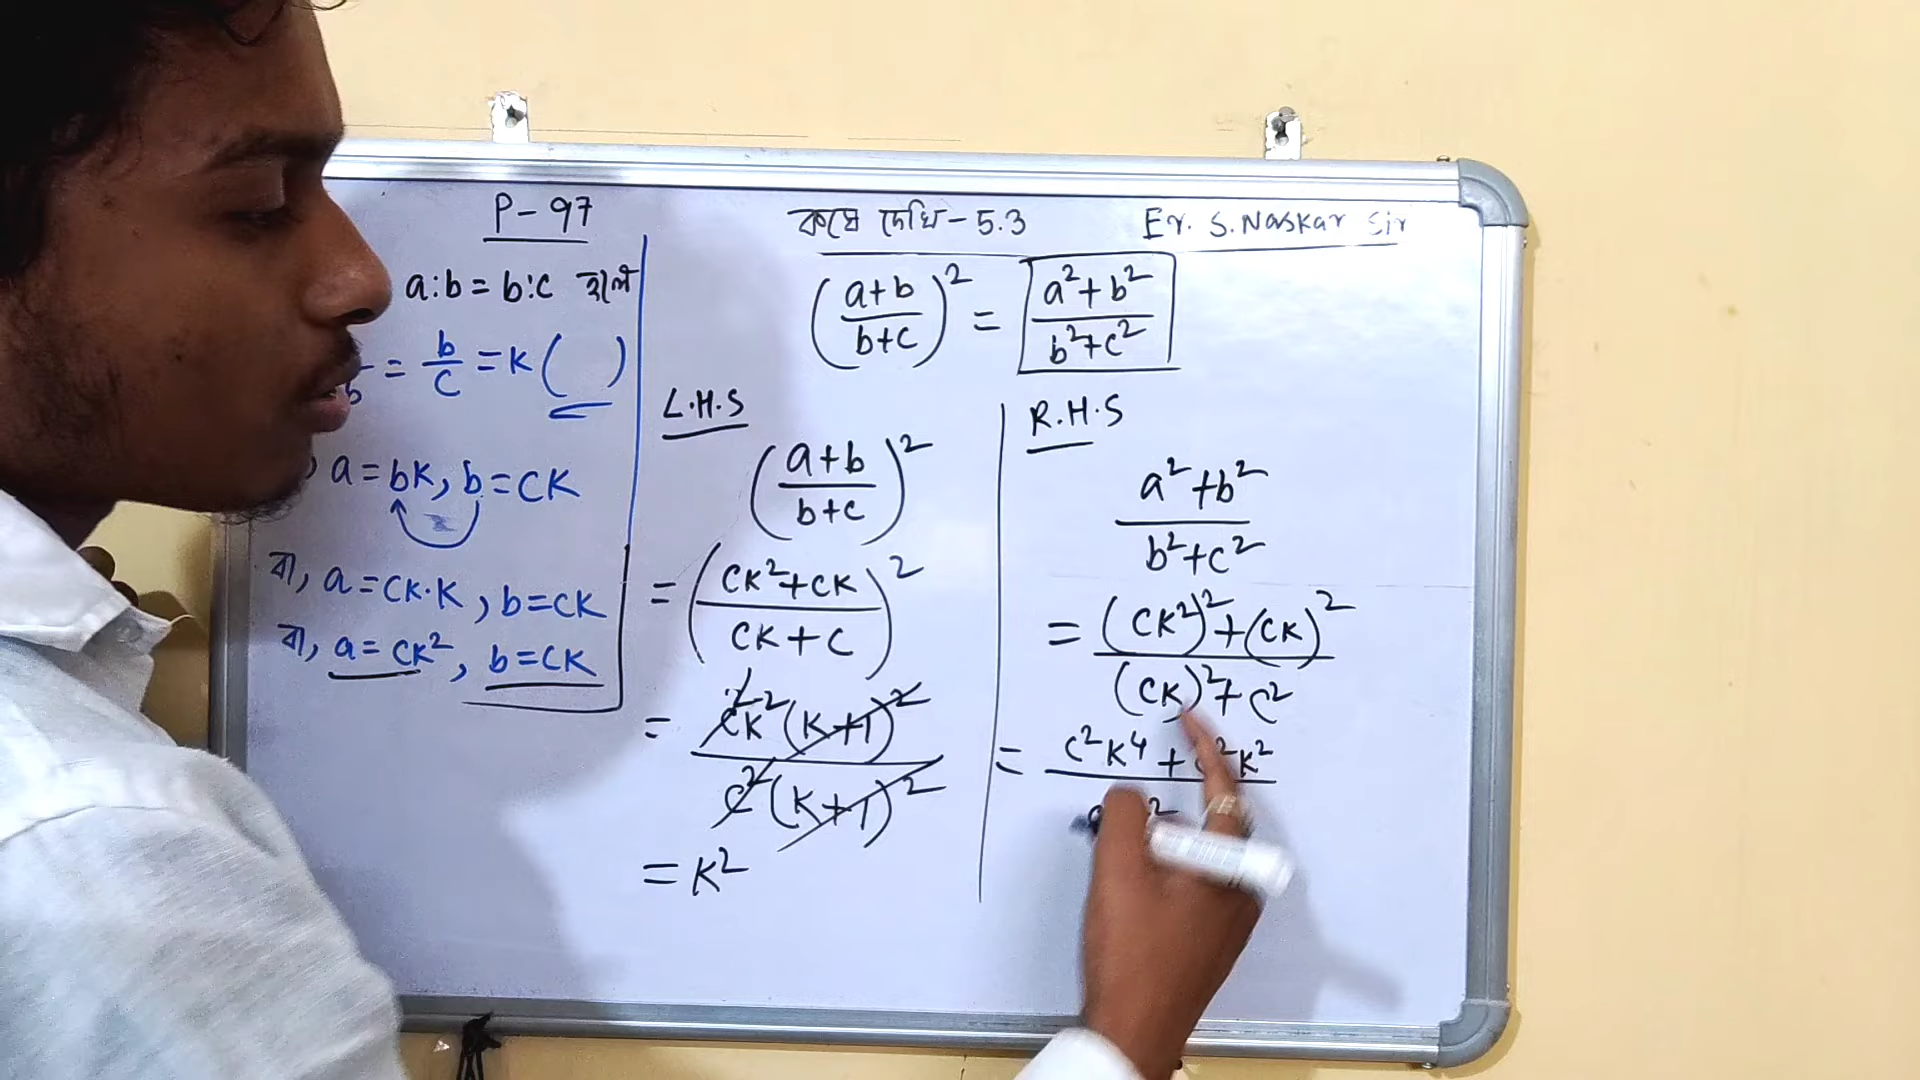 P-97
কষে দেখি-5.3
Er. S. Naskar Sir
a:b = b:c হলে
b = b/c = K ( )
a=bK, b=CK
বা, a=CK·K, b=CK
বা, a=CK², b=CK
((a+b)/(b+c))² = (a²+b²)/(b²+c²)
L.H.S
((a+b)/(b+c))²
= ((CK²+CK)/(CK+C))²
= C²K²(K+1)²/C²(K+1)²
= K²
R.H.S
(a²+b²)/(b²+c²)
= ((CK²)²+(CK)²)/((CK)²+C²)
= C²K⁴+C²K²